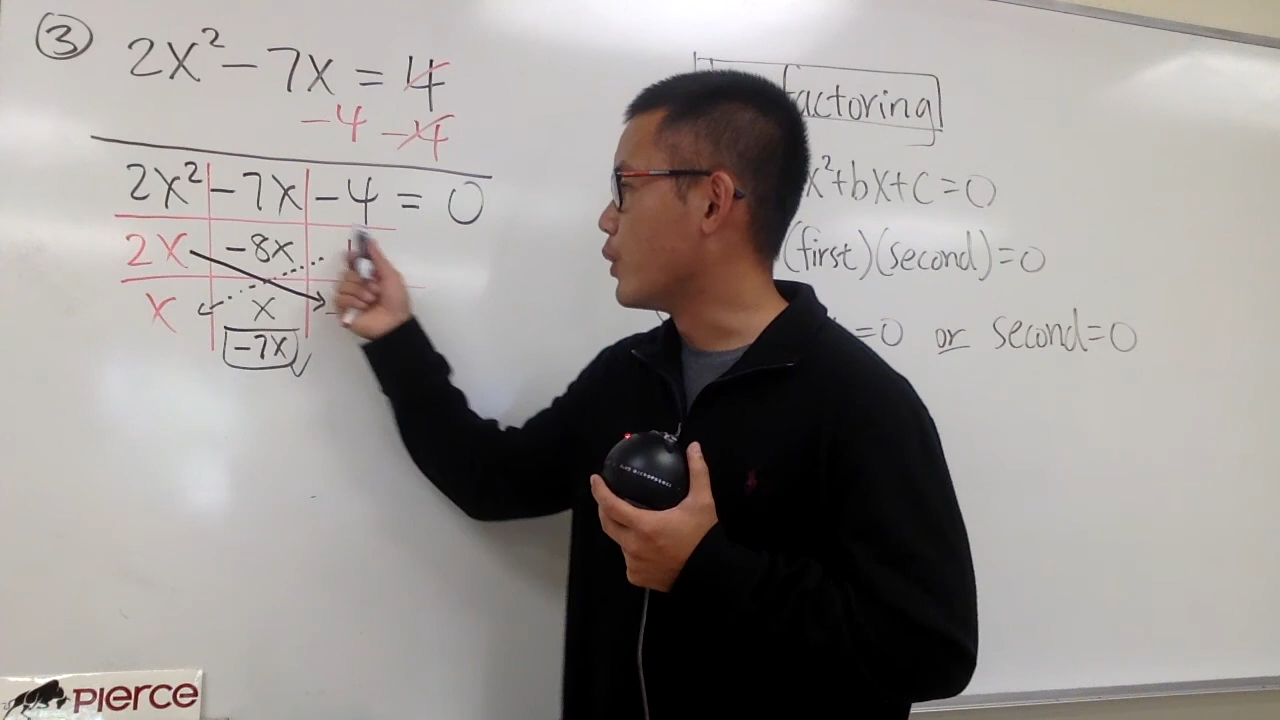 ③ 2x² - 7x = 4
-4 -4
2x² - 7x - 4 = 0
2x -8x
x x
-7x ✓
factoring
x²+bx+c=0
(first)(second)=0
=0 or second=0
PIERCE